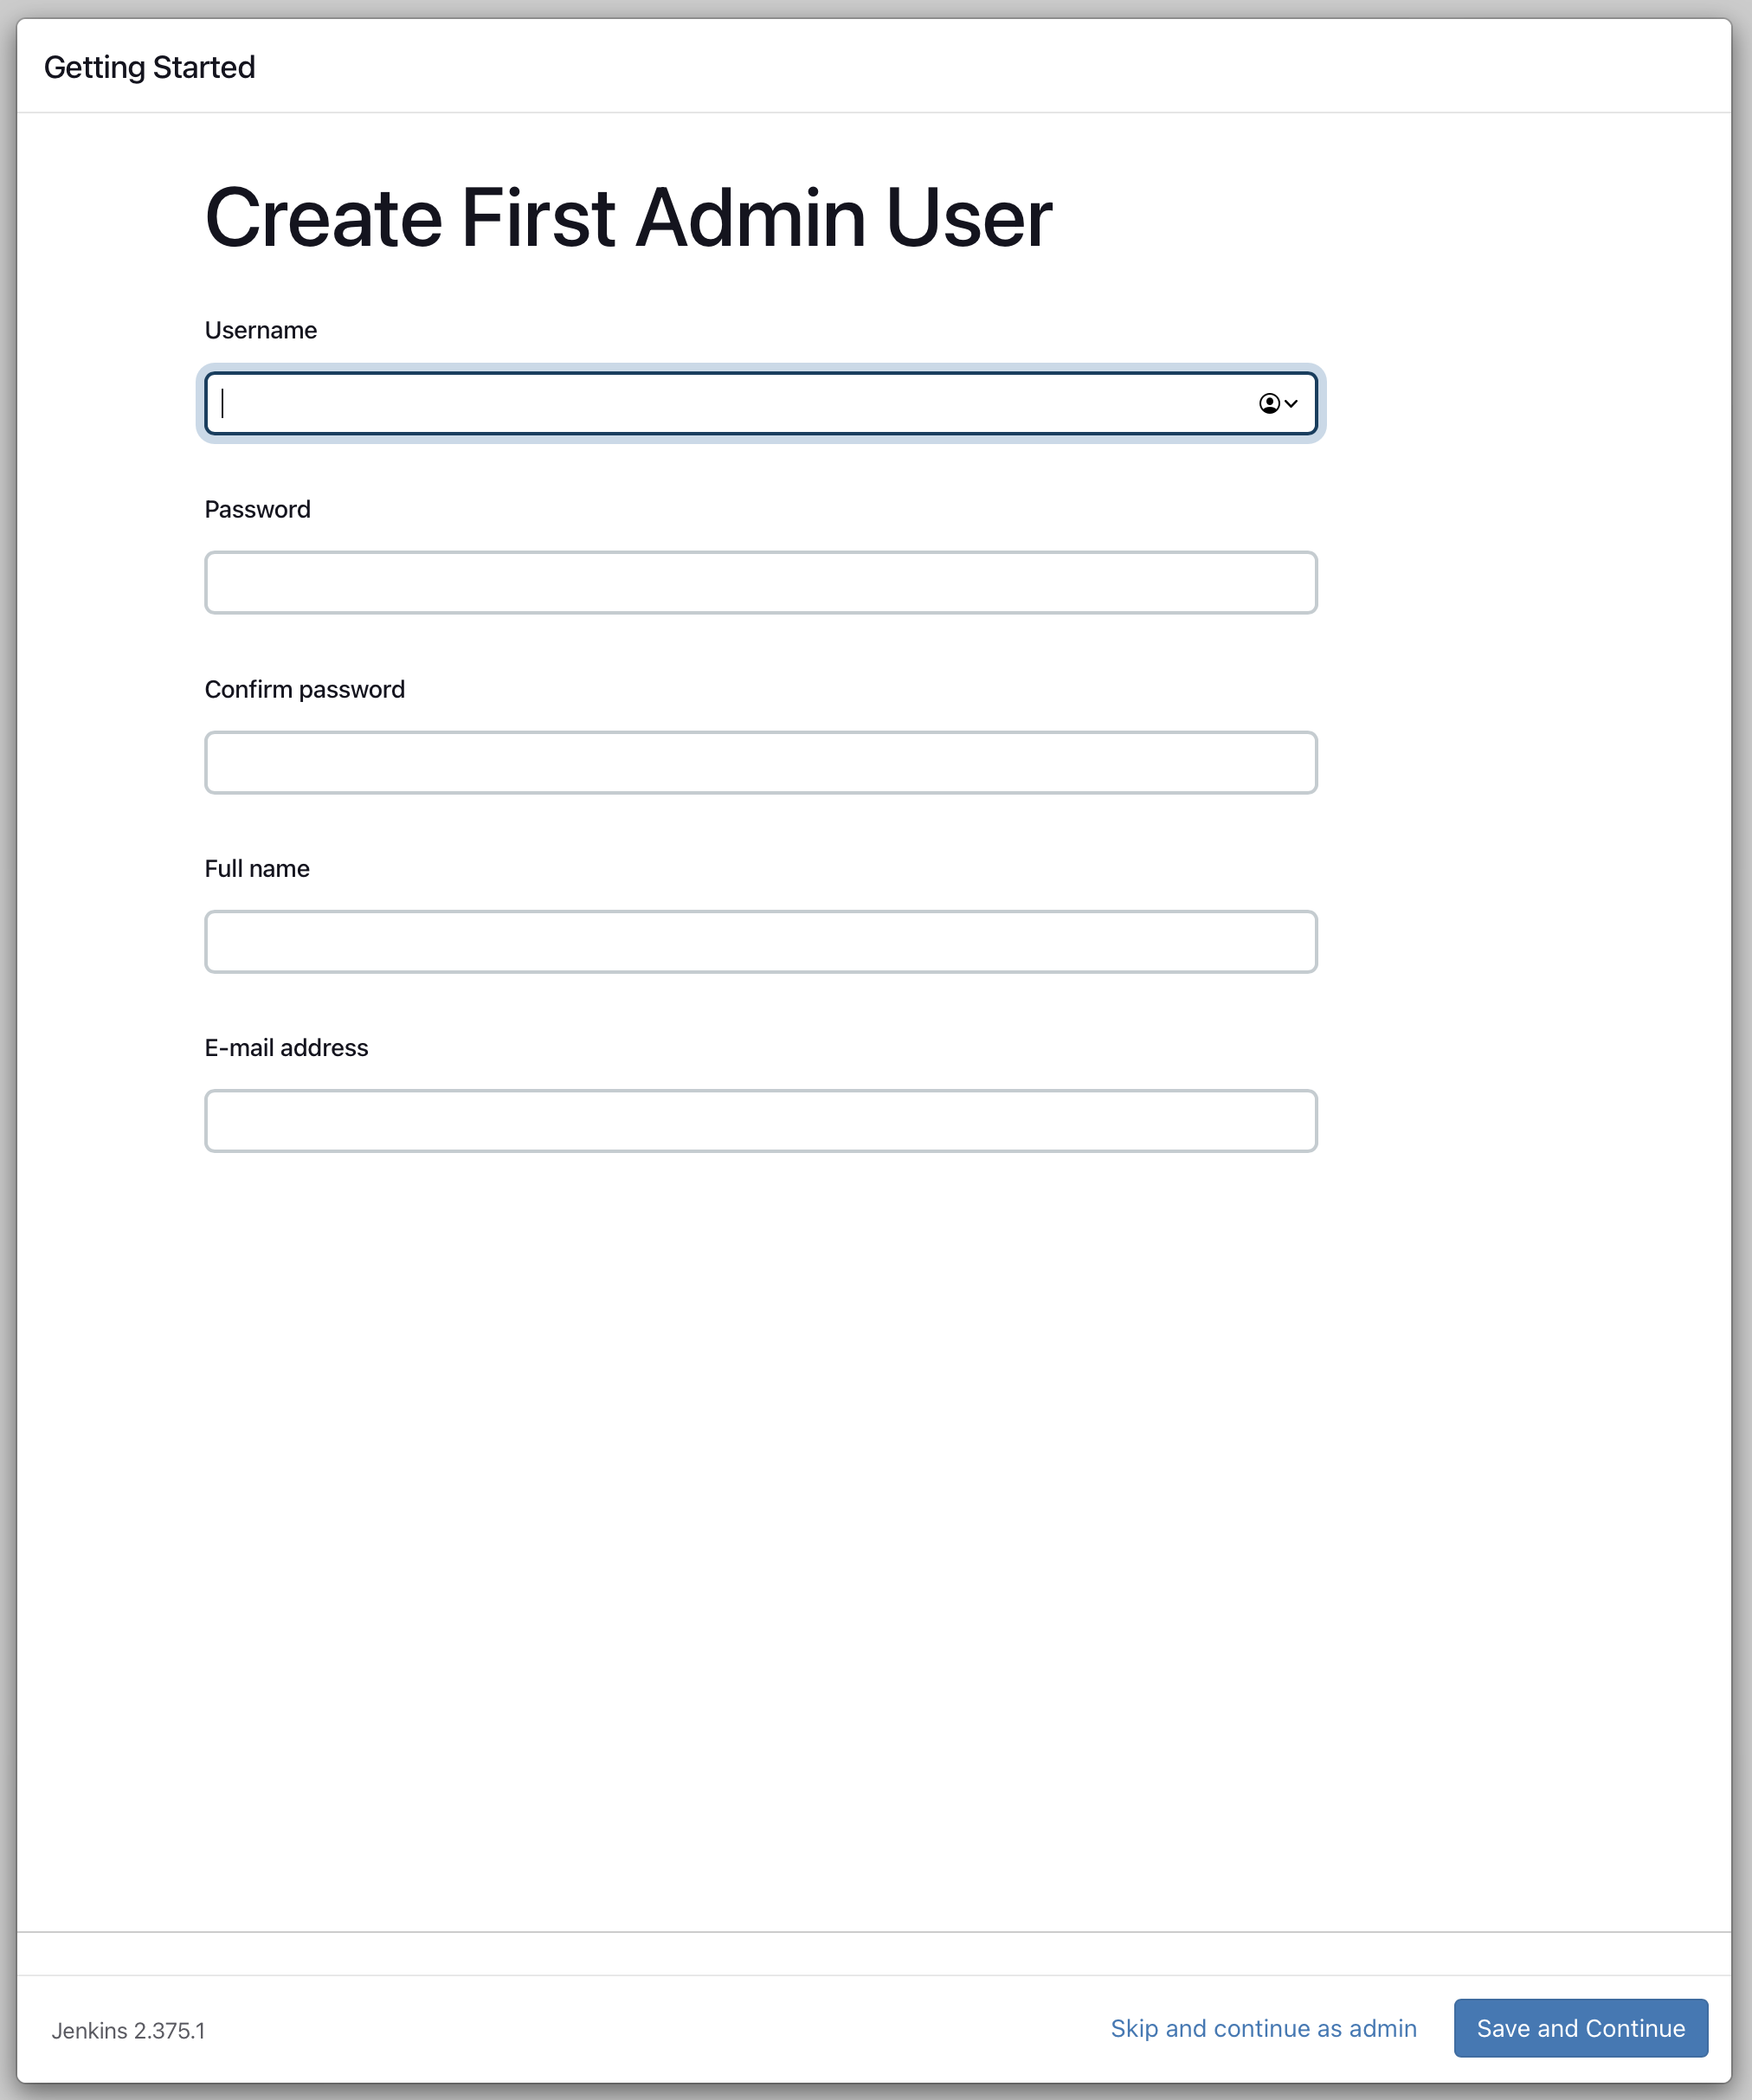 Getting Started
Create First Admin User
Username
Password
Confirm password
Full name
E-mail address
Jenkins 2.375.1
Skip and continue as admin
Save and Continue